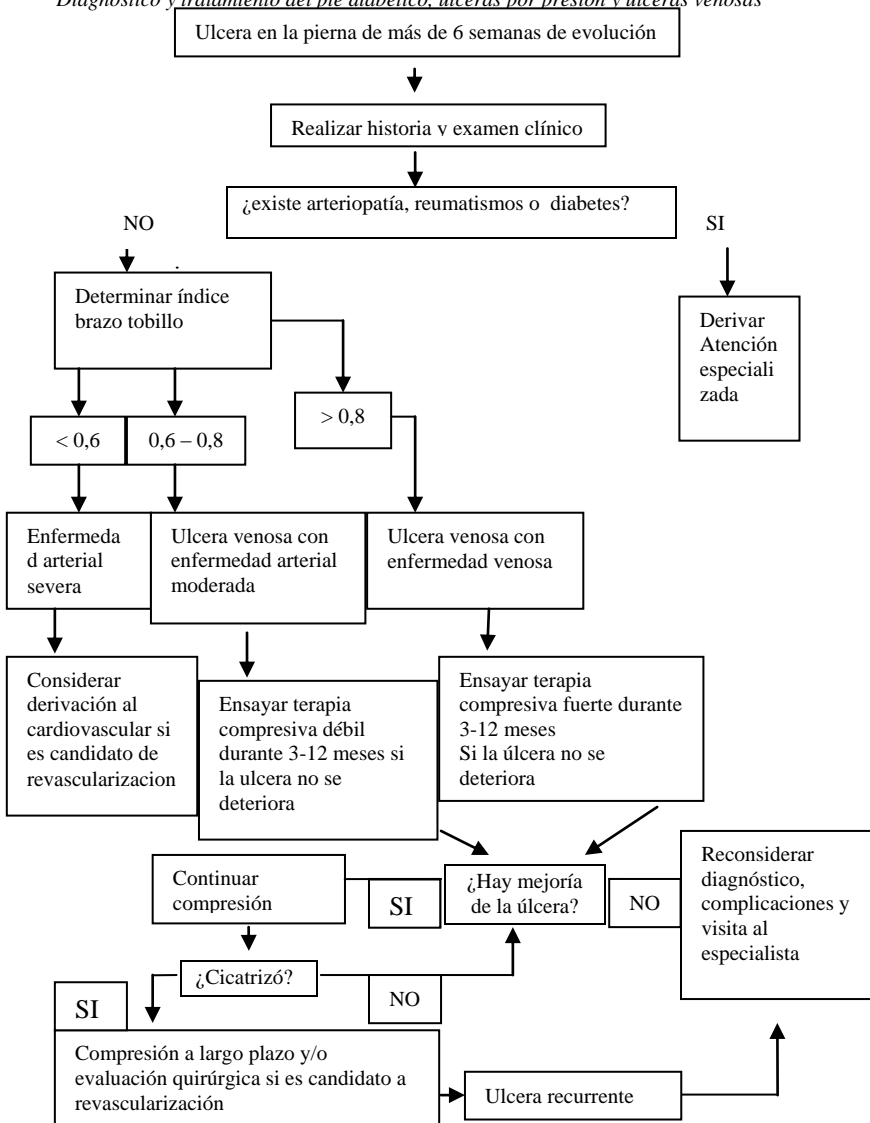 Diagnostico y tratamiento del pie diabético, úlceras por presión y úlceras venosas
Ulcera en la pierna de más de 6 semanas de evolución
Realizar historia y examen clínico
¿existe arteriopatía, reumatismos o diabetes?
NO
SI
Determinar índice
brazo tobillo
Derivar
Atención
especiali
zada
< 0,6
0,6 – 0,8
> 0,8
Enfermeda
d arterial
severa
Ulcera venosa con
enfermedad arterial
moderada
Ulcera venosa con
enfermedad venosa
Considerar
derivación al
cardiovascular si
es candidato de
revascularizacion
Ensayar terapia
compresiva débil
durante 3-12 meses si
la ulcera no se
deteriora
Ensayar terapia
compresiva fuerte durante
3-12 meses
Si la úlcera no se
deteriora
Continuar
compresión
SI
¿Hay mejoría
de la úlcera?
NO
Reconsiderar
diagnóstico,
complicaciones y
visita al
especialista
¿Cicatrizó?
NO
SI
Compresión a largo plazo y/o
evaluación quirúrgica si es candidato a
revascularización
Ulcera recurrente